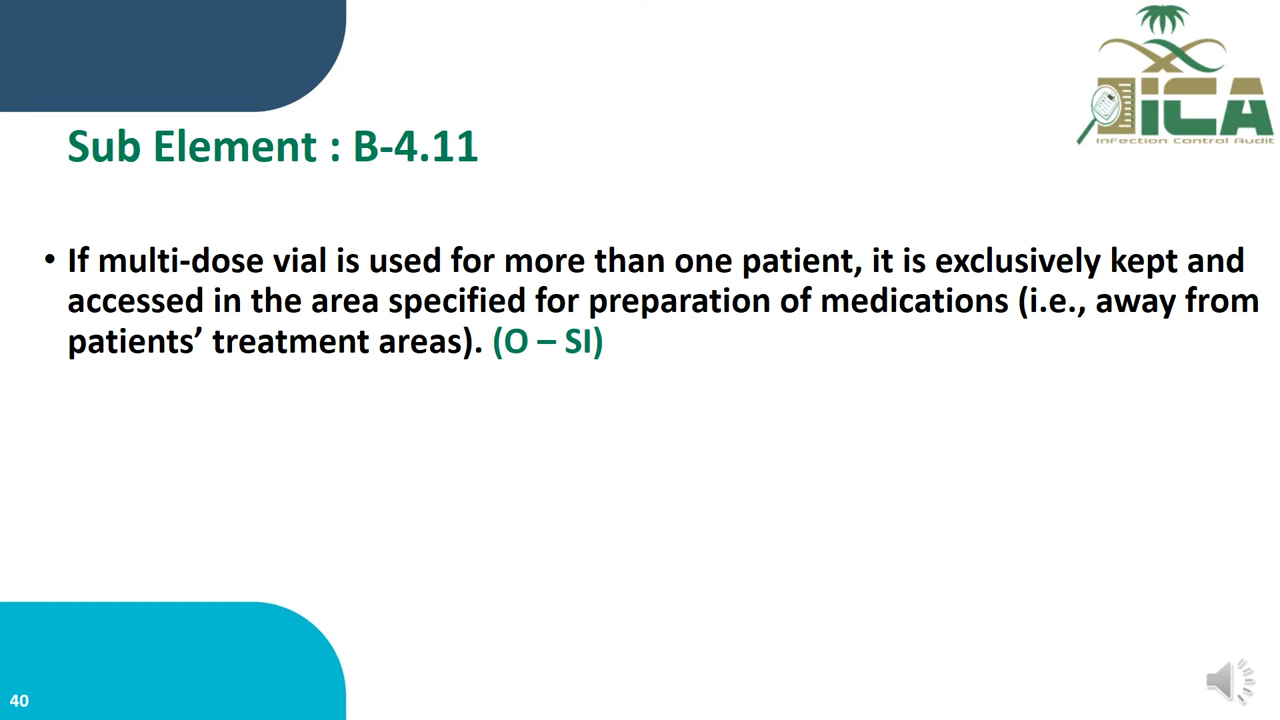 iCA
Infection Control Audit
Sub Element : B-4.11
• If multi-dose vial is used for more than one patient, it is exclusively kept and
accessed in the area specified for preparation of medications (i.e., away from
patients’ treatment areas). (O – SI)
40